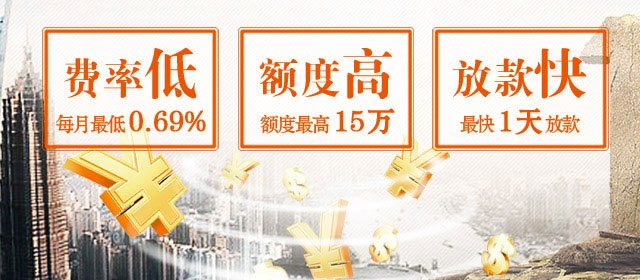 费率低
每月最低0.69%
额度高
额度最高15万
放款快
最快1天放款